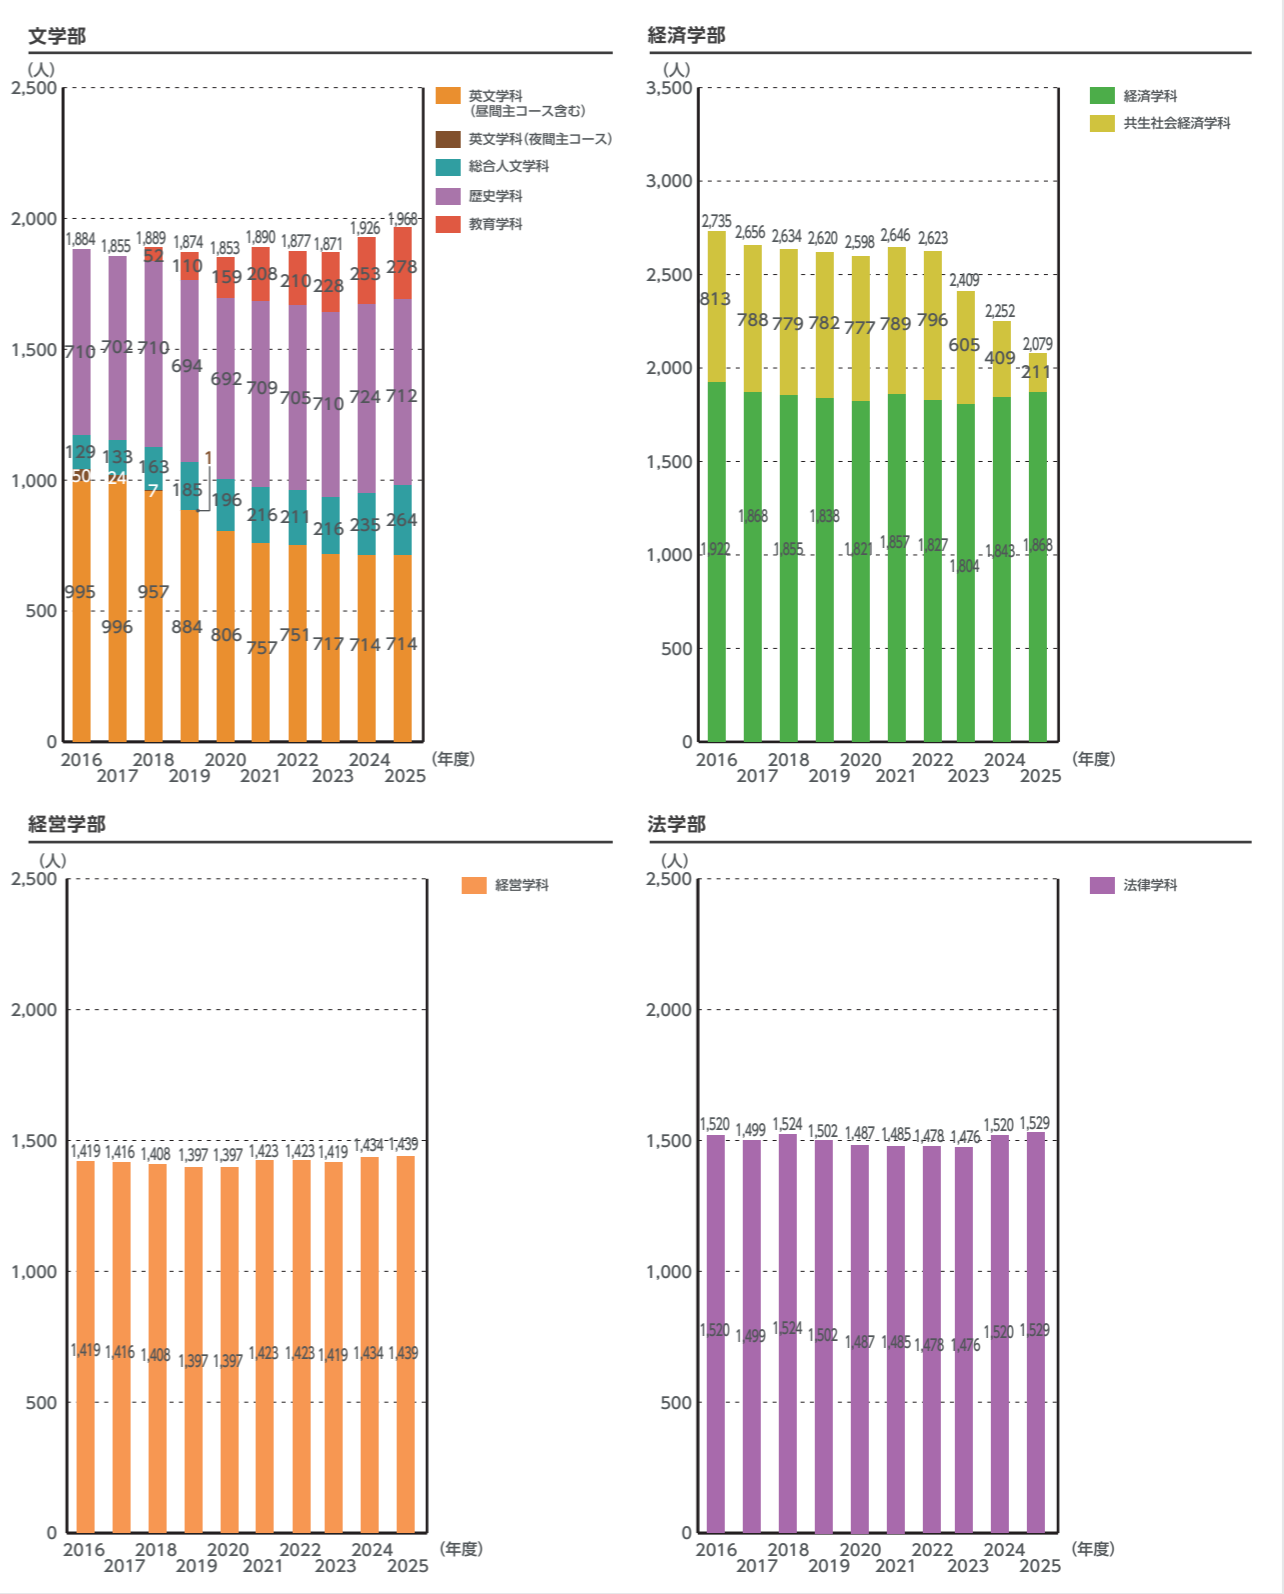 文学部
(人)
2,500
2,000
1,500
1,000
500
0
英文学科
(昼間主コース含む)
英文学科(夜間主コース)
総合人文学科
歴史学科
教育学科
1,884 1,855 1,889 1,874 1,853 1,890 1,877 1,871 1,926 1,968
52 110 159 208 210 228 253 278
710 702 710 694 692 709 705 710 724 712
129 133 163 185 196 216 211 216 235 264
50 24 7 1
995 996 957 884 806 757 751 717 714 714
2016 2018 2020 2022 2024 (年度)
2017 2019 2021 2023 2025
経済学部
(人)
3,500
3,000
2,500
2,000
1,500
1,000
500
0
経済学科
共生社会経済学科
2,735 2,656 2,634 2,620 2,598 2,646 2,623 2,409 2,252 2,079
813 788 779 782 777 789 796 605 409 211
1,922 1,868 1,855 1,838 1,821 1,857 1,827 1,804 1,843 1,868
2016 2018 2020 2022 2024 (年度)
2017 2019 2021 2023 2025
経営学部
(人)
2,500
2,000
1,500
1,000
500
0
経営学科
1,419 1,416 1,408 1,397 1,397 1,423 1,423 1,419 1,434 1,439
1,419 1,416 1,408 1,397 1,397 1,423 1,423 1,419 1,434 1,439
2016 2018 2020 2022 2024 (年度)
2017 2019 2021 2023 2025
法学部
(人)
2,500
2,000
1,500
1,000
500
0
法律学科
1,520 1,499 1,524 1,502 1,487 1,485 1,478 1,476 1,520 1,529
1,520 1,499 1,524 1,502 1,487 1,485 1,478 1,476 1,520 1,529
2016 2018 2020 2022 2024 (年度)
2017 2019 2021 2023 2025